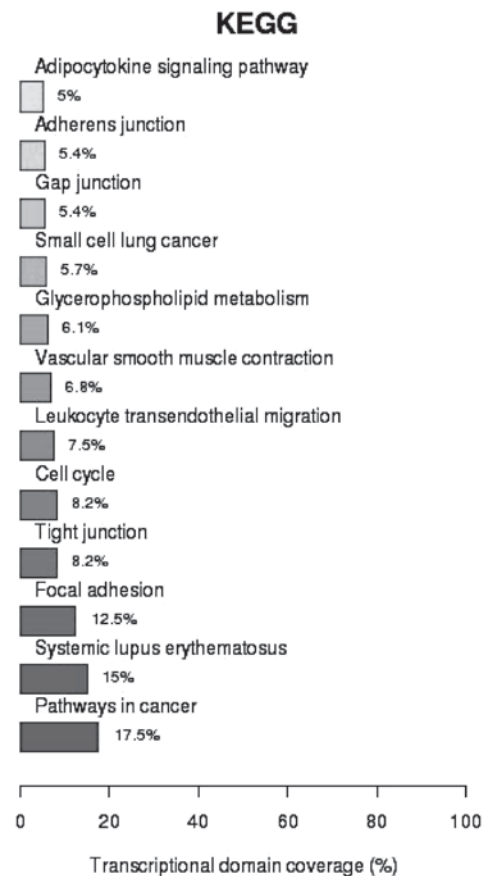 KEGG
Adipocytokine signaling pathway
5%
Adherens junction
5.4%
Gap junction
5.4%
Small cell lung cancer
5.7%
Glycerophospholipid metabolism
6.1%
Vascular smooth muscle contraction
6.8%
Leukocyte transendothelial migration
7.5%
Cell cycle
8.2%
Tight junction
8.2%
Focal adhesion
12.5%
Systemic lupus erythematosus
15%
Pathways in cancer
17.5%
0 20 40 60 80 100
Transcriptional domain coverage (%)